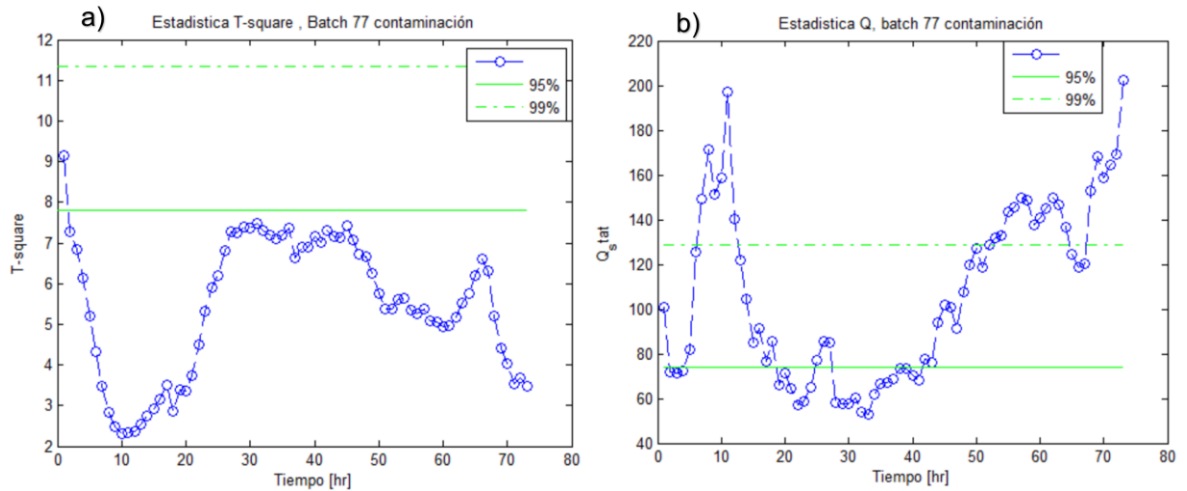 a)
Estadistica T-square , Batch 77 contaminación
12
11
10
9
8
7
6
5
4
3
2
T-square
0 10 20 30 40 50 60 70 80
Tiempo [hr]
95%
99%
b)
Estadistica Q, batch 77 contaminación
220
200
180
160
140
120
100
80
60
40
Q_s tat
0 10 20 30 40 50 60 70 80
Tiempo [hr]
95%
99%